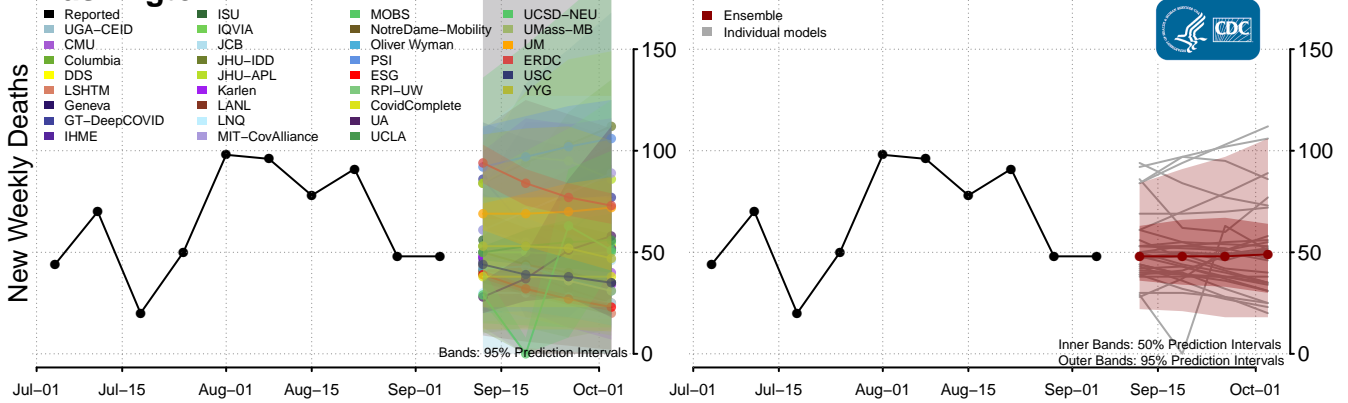 New Weekly Deaths
Reported
UGA−CEID
CMU
Columbia
DDS
LSHTM
Geneva
GT−DeepCOVID
IHME
ISU
IQVIA
JCB
JHU−IDD
JHU−APL
Karlen
LANL
LNQ
MIT−CovAlliance
MOBS
NotreDame−Mobility
Oliver Wyman
PSI
ESG
RPI−UW
CovidComplete
UA
UCLA
UCSD−NEU
UMass−MB
UM
ERDC
USC
YYG
150
100
50
0
Bands: 95% Prediction Intervals
Jul−01 Jul−15 Aug−01 Aug−15 Sep−01 Sep−15 Oct−01
Ensemble
Individual models
CDC
150
100
50
0
Inner Bands: 50% Prediction Intervals
Outer Bands: 95% Prediction Intervals
Jul−01 Jul−15 Aug−01 Aug−15 Sep−01 Sep−15 Oct−01